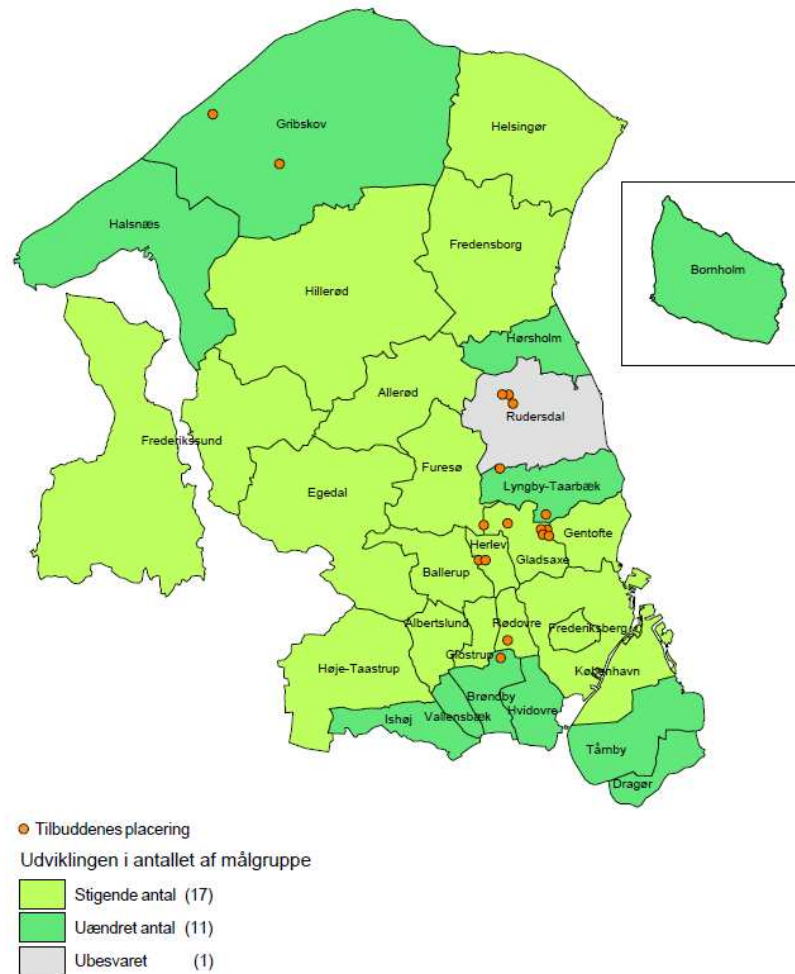 Gribskov
Helsingør
Halsnæs
Fredensborg
Bornholm
Hillerød
Hørsholm
Allerød
Rudersdal
Frederikssund
Furesø
Egedal
Lyngby-Taarbæk
Gentofte
Herlev
Gladsaxe
Ballerup
Albertslund
Rødovre
Frederiksberg
Glostrup
Høje-Taastrup
København
Brøndby
Ishøj
Vallensbæk
Hvidovre
Tårnby
Dragør
Tilbuddenes placering
Udviklingen i antallet af målgruppe
Stigende antal (17)
Uændret antal (11)
Ubesvaret (1)